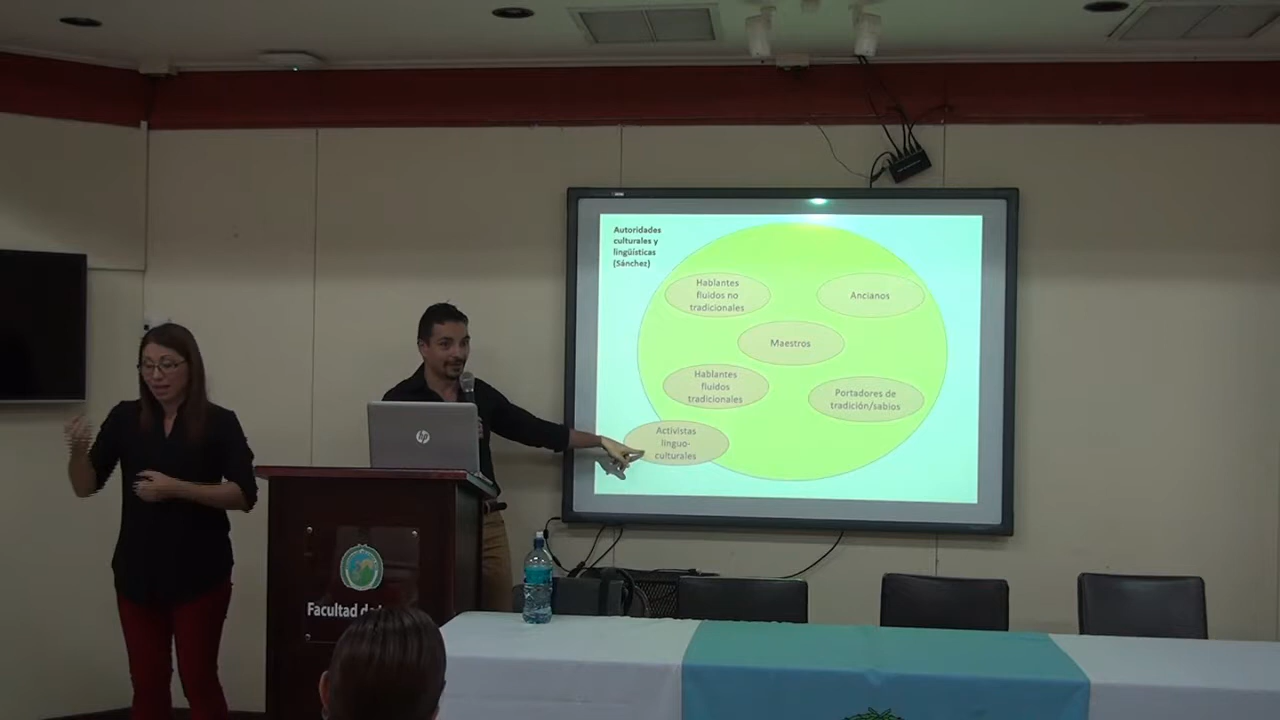 Autoridades
culturales y
lingüísticas
(Sánchez)
Hablantes
fluidos no
tradicionales
Ancianos
Maestros
Hablantes
fluidos
tradicionales
Portadores de
tradición/sabios
Activistas
linguo-
culturales
hp
Facultad de